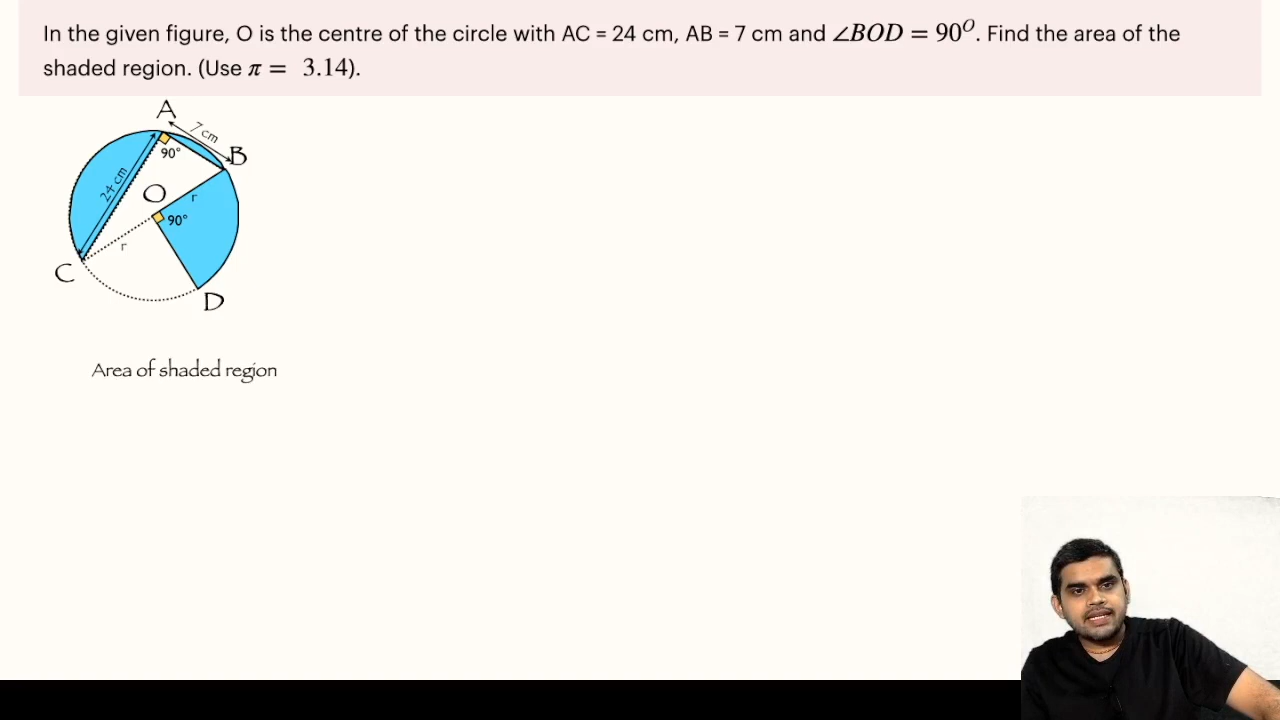 In the given figure, O is the centre of the circle with AC = 24 cm, AB = 7 cm and ∠BOD = 90⁰. Find the area of the
shaded region. (Use π = 3.14).
A
7 cm
B
90°
24 cm
O
r
90°
r
C
D
Area of shaded region